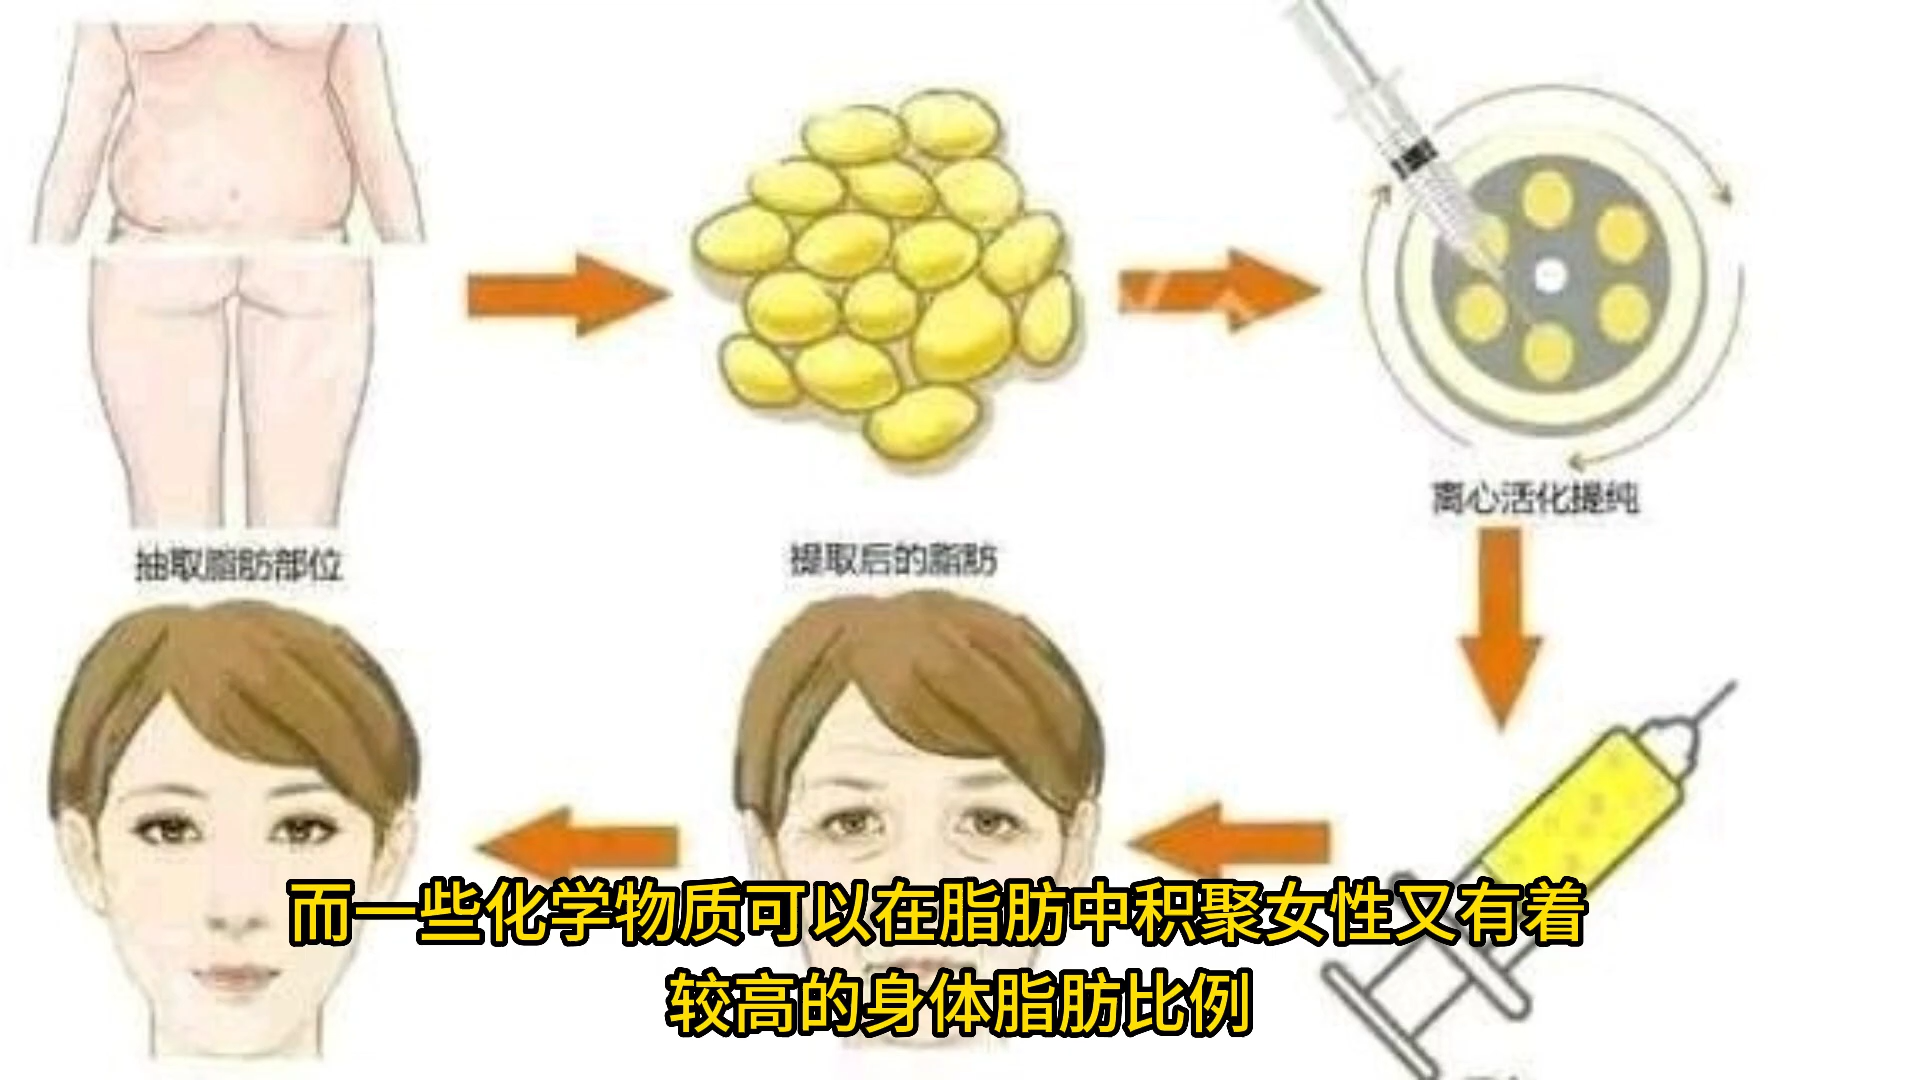 离心活化提纯
抽取脂肪部位
提取后的脂肪
而一些化学物质可以在脂肪中积聚女性又有着
较高的身体脂肪比例